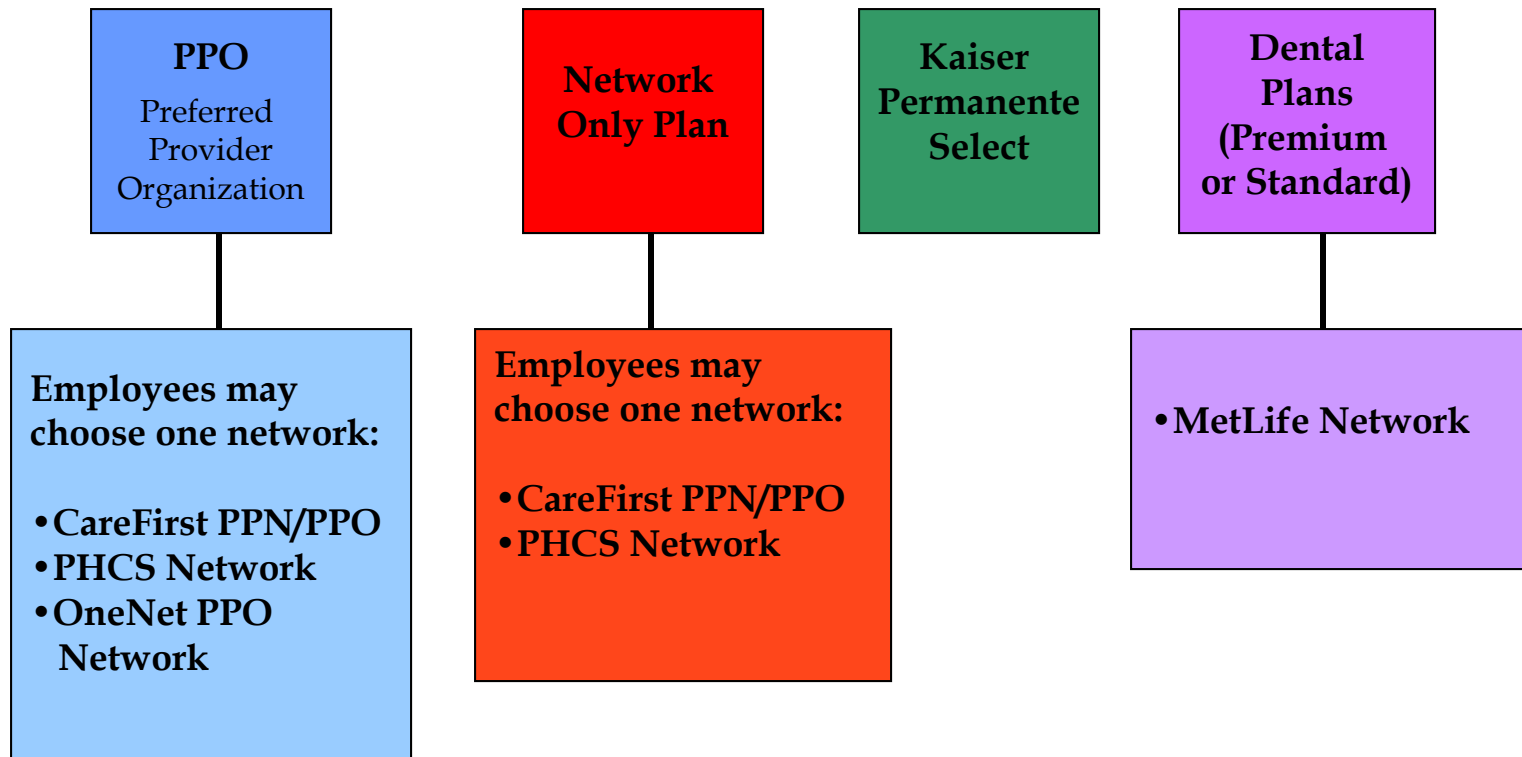 PPO
Preferred
Provider
Organization
Network
Only Plan
Kaiser
Permanente
Select
Dental
Plans
(Premium
or Standard)
Employees may
choose one network:
•CareFirst PPN/PPO
•PHCS Network
•OneNet PPO
Network
Employees may
choose one network:
•CareFirst PPN/PPO
•PHCS Network
•MetLife Network